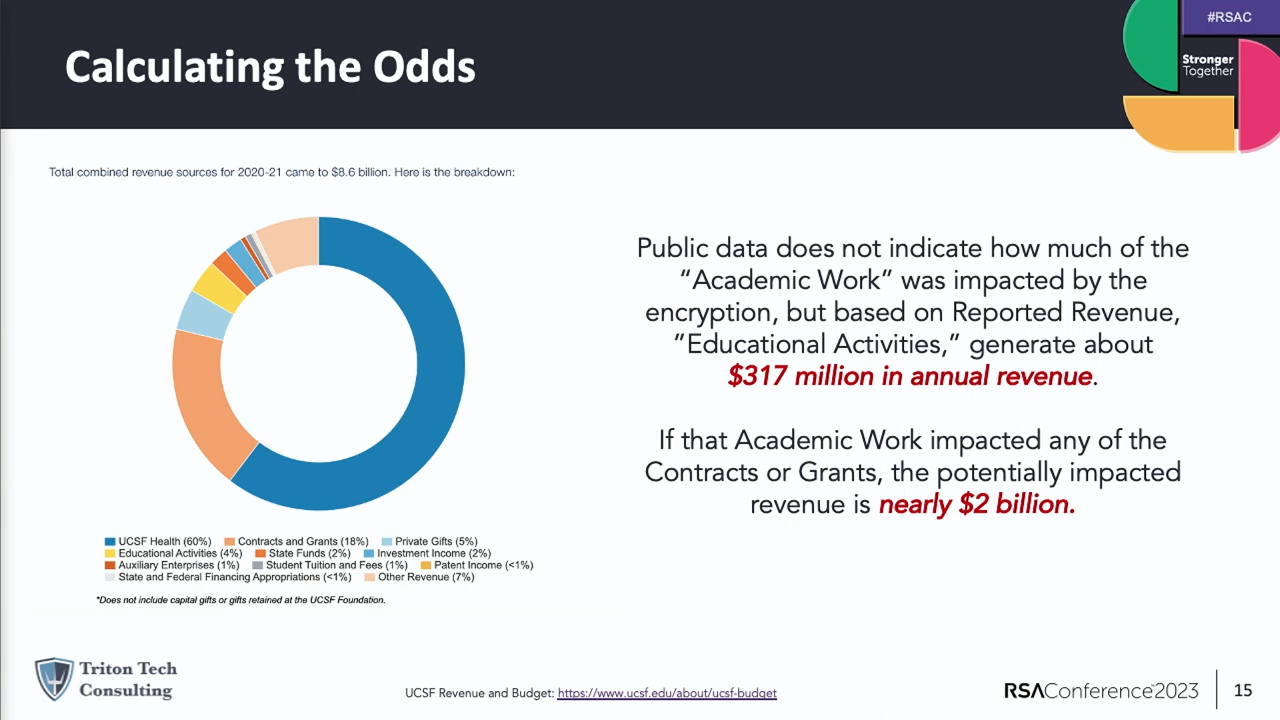 #RSAC
Calculating the Odds
Stronger
Together
Total combined revenue sources for 2020-21 came to $8.6 billion. Here is the breakdown:
Public data does not indicate how much of the
“Academic Work” was impacted by the
encryption, but based on Reported Revenue,
”Educational Activities,” generate about
$317 million in annual revenue.
If that Academic Work impacted any of the
Contracts or Grants, the potentially impacted
revenue is nearly $2 billion.
UCSF Health (60%) Contracts and Grants (18%) Private Gifts (5%)
Educational Activities (4%) State Funds (2%) Investment Income (2%)
Auxiliary Enterprises (1%) Student Tuition and Fees (1%) Patent Income (<1%)
State and Federal Financing Appropriations (<1%) Other Revenue (7%)
*Does not include capital gifts or gifts retained at the UCSF Foundation.
Triton Tech
Consulting
UCSF Revenue and Budget: https://www.ucsf.edu/about/ucsf-budget
RSAConference™2023
15